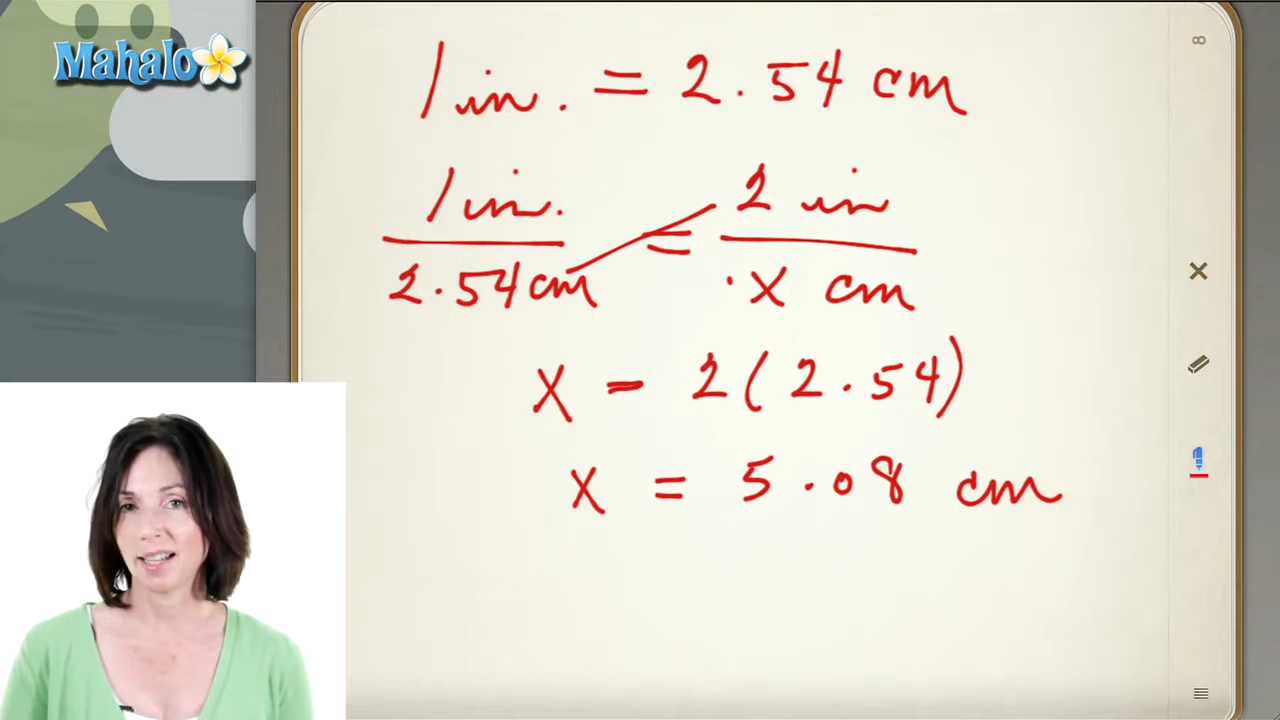 Mahalo
1 in. = 2.54 cm
1 in. = 2 in
2.54 cm x cm
x = 2(2.54)
x = 5.08 cm